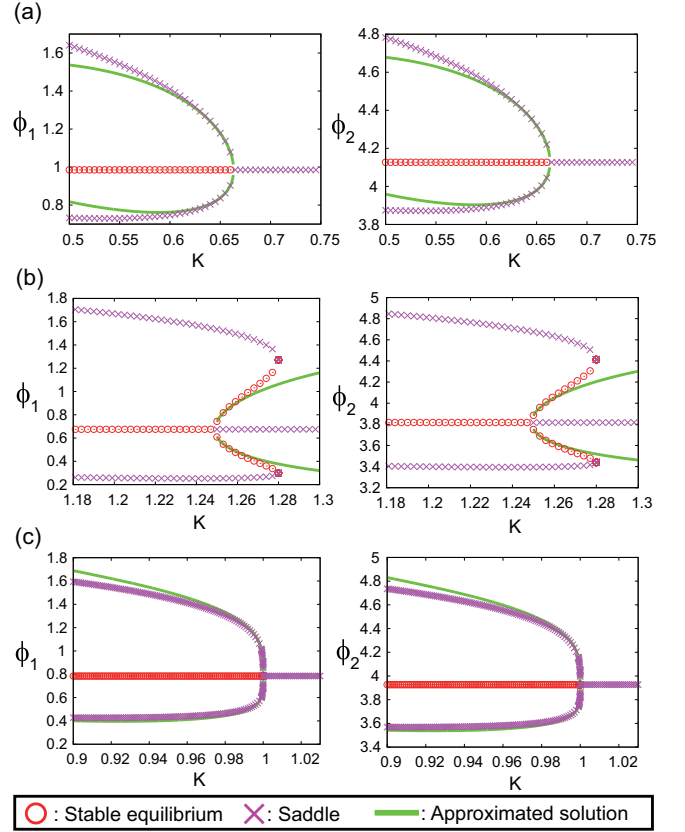 (a)
1.6
1.4
1.2
1
0.8
ϕ1
0.5 0.55 0.6 0.65 0.7 0.75
K
4.8
4.6
4.4
4.2
4
3.8
ϕ2
0.5 0.55 0.6 0.65 0.7 0.75
K
(b)
1.8
1.6
1.4
1.2
1
0.8
0.6
0.4
0.2
ϕ1
1.18 1.2 1.22 1.24 1.26 1.28 1.3
K
5
4.8
4.6
4.4
4.2
4
3.8
3.6
3.4
3.2
ϕ2
1.18 1.2 1.22 1.24 1.26 1.28 1.3
K
(c)
1.8
1.6
1.4
1.2
1
0.8
0.6
0.4
0.2
ϕ1
0.9 0.92 0.94 0.96 0.98 1 1.02
K
5
4.8
4.6
4.4
4.2
4
3.8
3.6
3.4
ϕ2
0.9 0.92 0.94 0.96 0.98 1 1.02
K
: Stable equilibrium : Saddle : Approximated solution